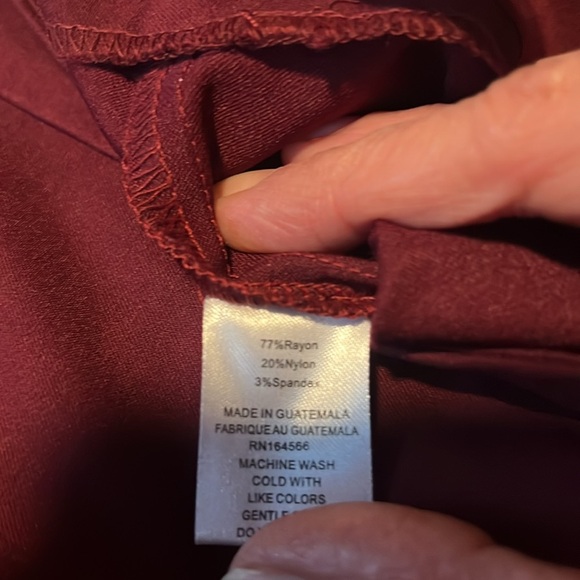 77%Rayon
20%Nylon
3%Spandex
MADE IN GUATEMALA
FABRIQUE AU GUATEMALA
RN164566
MACHINE WASH
COLD WITH
LIKE COLORS